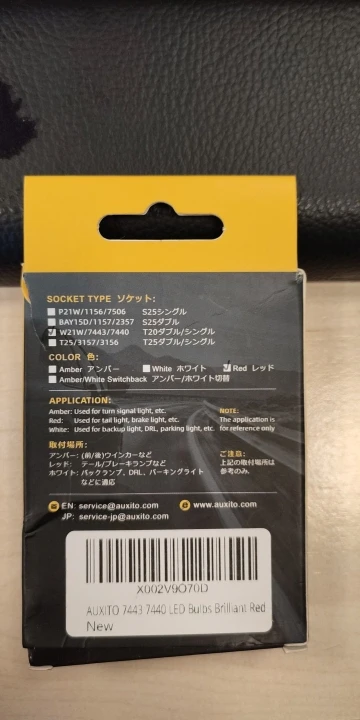 SOCKET TYPE ソケット:
P21W/1156/7506 S25シングル
BAY15D/1157/2357 S25ダブル
W21W/7443/7440 T20ダブル/シングル
T25/3157/3156 T25ダブル/シングル
COLOR 色:
Amber アンバー White ホワイト Red レッド
Amber/White Switchback アンバー/ホワイト切替
APPLICATION:
Amber: Used for turn signal light, etc.
Red: Used for tail light, brake light, etc.
White: Used for backup light, DRL, parking light, etc.
NOTE:
The application is
for reference only
取付場所:
アンバー: (前/後)ウインカーなど
レッド: テール/ブレーキランプなど
ホワイト: バックランプ、DRL、パーキングライト
などに適応
ご注意:
上記の取付場所は
参考のみ。
EN: service@auxito.com www.auxito.com
JP: service-jp@auxito.com
X002V9O70D
AUXITO 7443 7440 LED Bulbs Brilliant Red
New